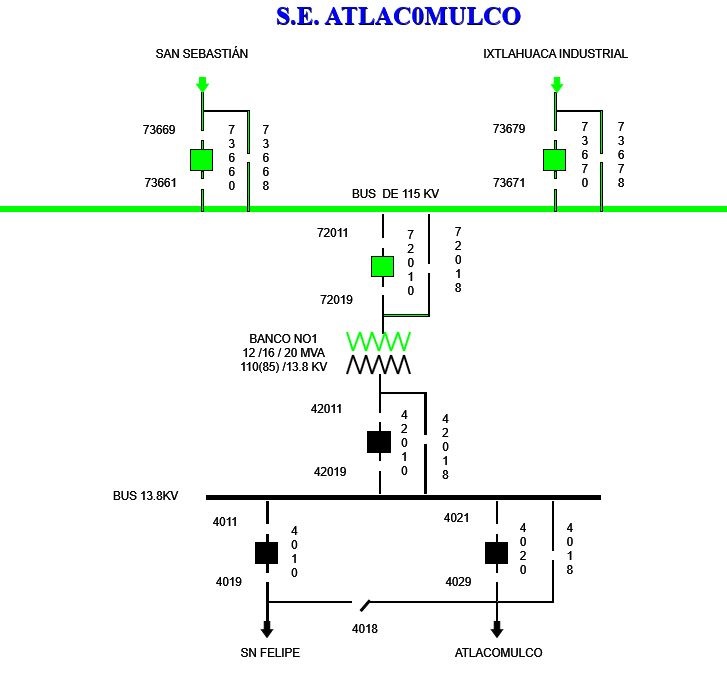 S.E. ATLAC0MULCO
SAN SEBASTIÁN
IXTLAHUACA INDUSTRIAL
73669
73660
73668
73661
73679
73670
73678
73671
BUS DE 115 KV
72011
72010
72018
72019
BANCO NO1
12 /16 / 20 MVA
110(85) /13.8 KV
42011
42010
42018
42019
BUS 13.8KV
4011
4010
4019
4021
4020
4018
4029
4018
SN FELIPE
ATLACOMULCO